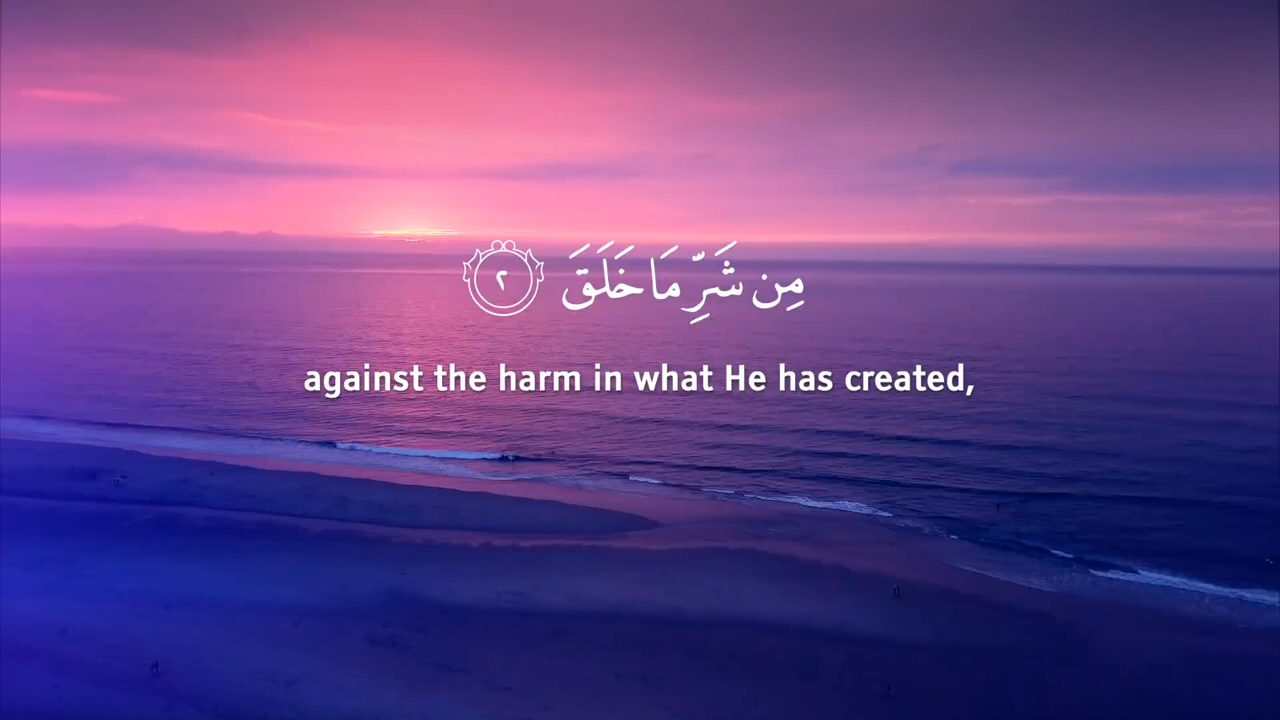 مِن شَرِّ مَا خَلَقَ ٢
against the harm in what He has created,